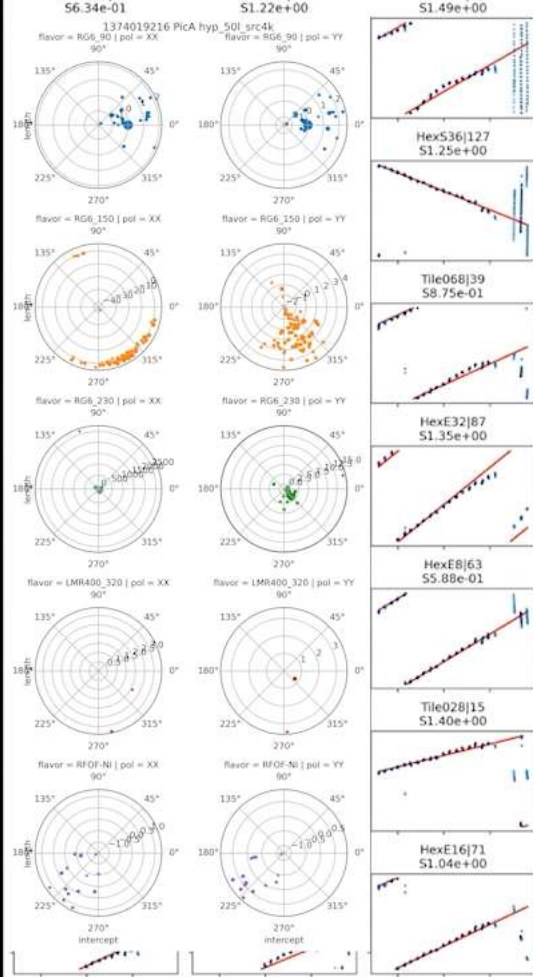 S6.34e-01
S1.22e+00
S1.49e+00
1374019216 PicA hyp_50l_src4k
flavor = RG6_90 | pol = XX
flavor = RG6_90 | pol = YY
90°
90°
135°
45°
135°
45°
length
180°
0°
180°
0°
225°
315°
225°
315°
270°
270°
HexS36|127
S1.25e+00
flavor = RG6_150 | pol = XX
flavor = RG6_150 | pol = YY
90°
90°
135°
45°
135°
45°
length
180°
0°
180°
0°
225°
315°
225°
315°
270°
270°
Tile068|39
S8.75e-01
flavor = RG6_230 | pol = XX
flavor = RG6_230 | pol = YY
90°
90°
135°
45°
135°
45°
length
180°
0°
180°
0°
225°
315°
225°
315°
270°
270°
HexE32|87
S1.35e+00
flavor = LMR400_320 | pol = XX
flavor = LMR400_320 | pol = YY
90°
90°
135°
45°
135°
45°
length
180°
0°
180°
0°
225°
315°
225°
315°
270°
270°
HexE8|63
S5.88e-01
Tile028|15
S1.40e+00
flavor = RFOF-NI | pol = XX
flavor = RFOF-NI | pol = YY
90°
90°
135°
45°
135°
45°
length
180°
0°
180°
0°
225°
315°
225°
315°
270°
270°
intercept
intercept
HexE16|71
S1.04e+00